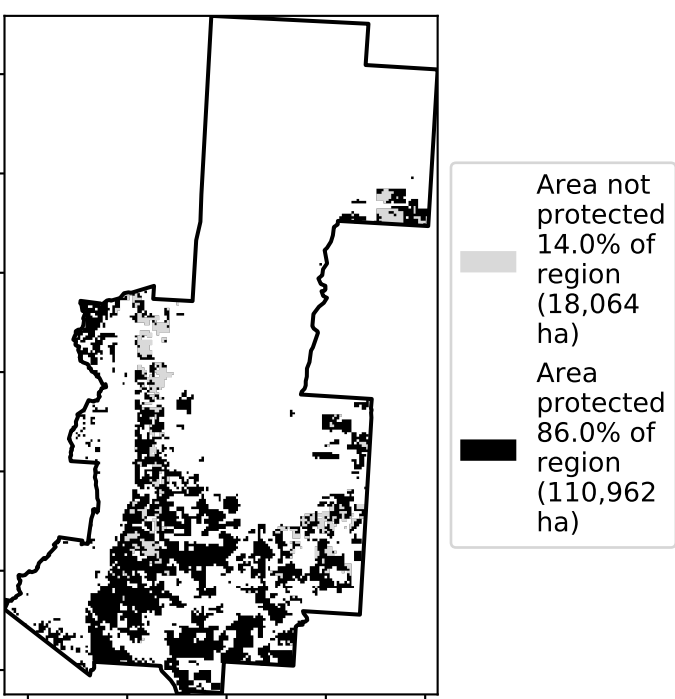 Area not
protected
14.0% of
region
(18,064
ha)
Area
protected
86.0% of
region
(110,962
ha)